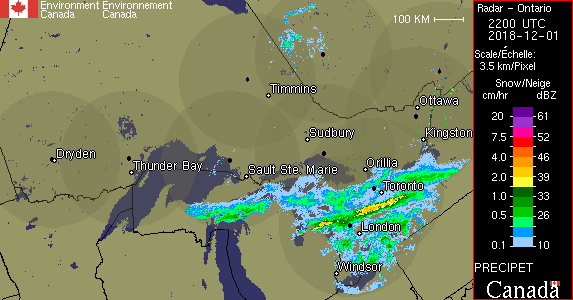 Environment Environnement
Canada Canada
100 KM
Timmins
Ottawa
Sudbury
Kingston
Dryden
Thunder Bay
Sault Ste. Marie
Orillia
Toronto
London
Windsor
Radar - Ontario
2200 UTC
2018-12-01
Scale/Échelle:
3.5 km/Pixel
Snow/Neige
cm/hr dBZ
20 61
7.5 52
4.0 46
2.0 39
1.0 33
0.5 26
0.1 10
PRECIPET
Canada